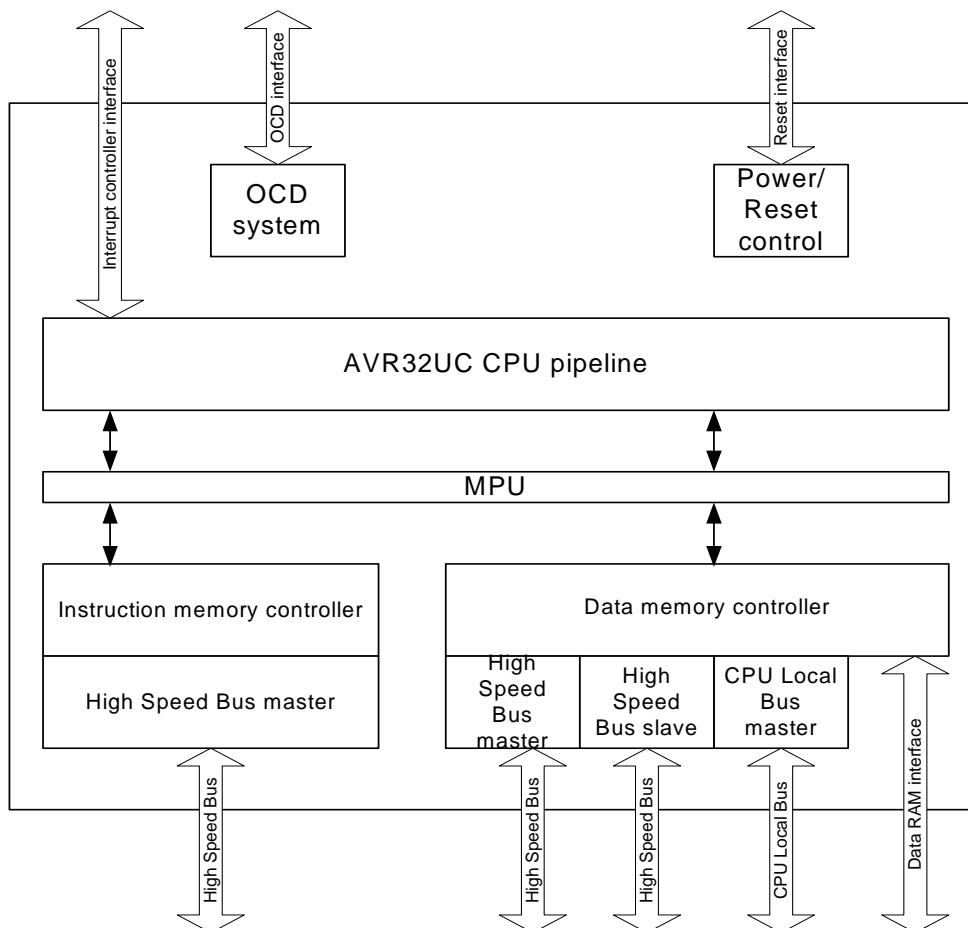 Interrupt controller interface
OCD interface
Reset interface
OCD
system
Power/
Reset
control
AVR32UC CPU pipeline
MPU
Instruction memory controller
Data memory controller
High Speed Bus master
High
Speed
Bus
master
High
Speed
Bus slave
CPU Local
Bus
master
High Speed Bus
High Speed Bus
High Speed Bus
CPU Local Bus
Data RAM interface